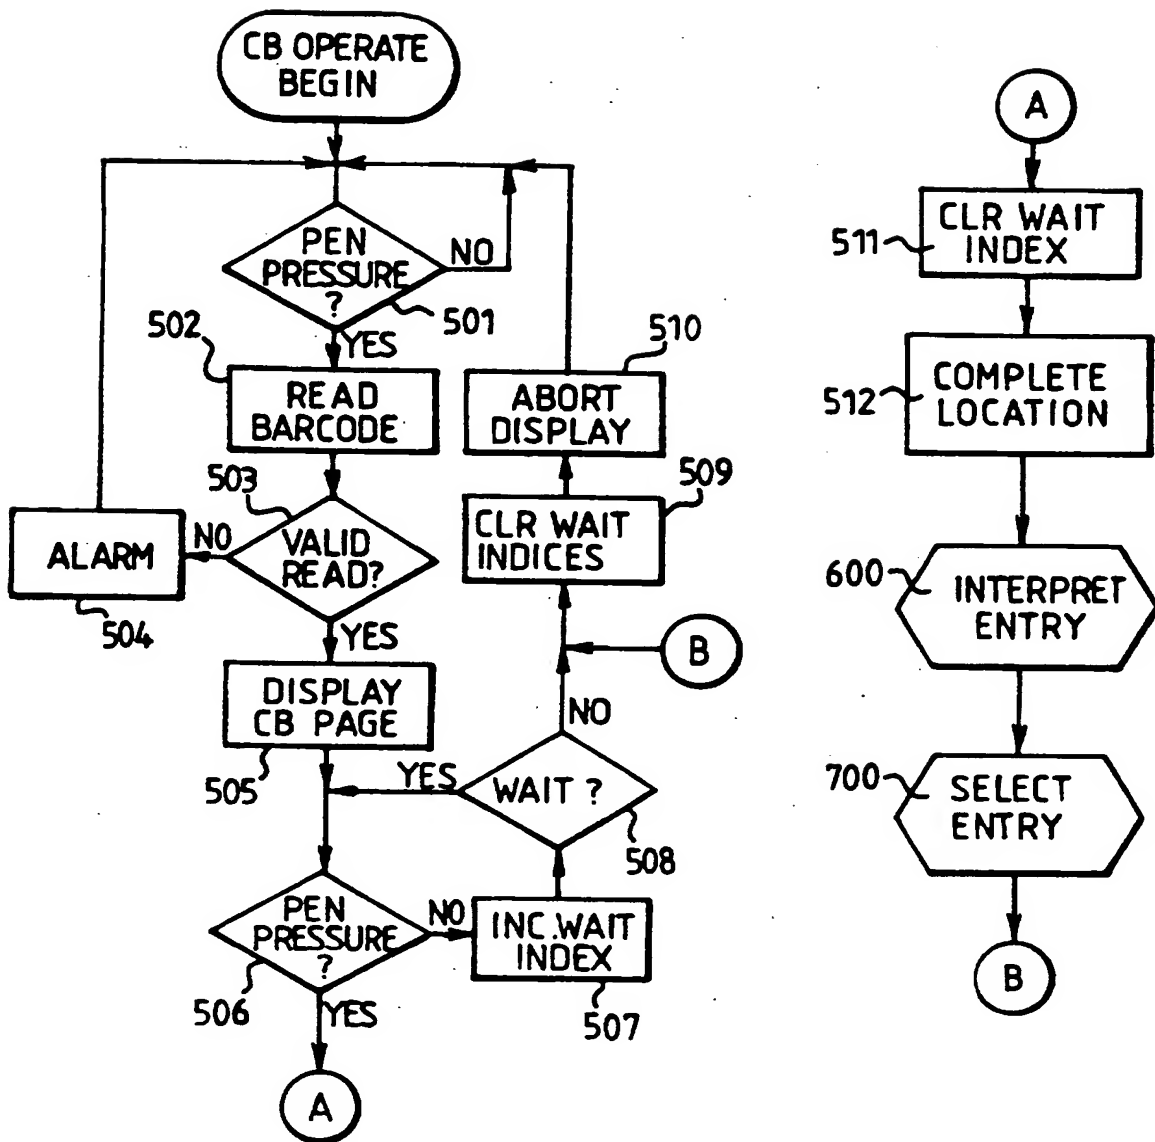 CB OPERATE
BEGIN
PEN
PRESSURE
?
NO
501
YES
502
READ
BARCODE
503
VALID
READ?
NO
ALARM
504
YES
DISPLAY
CB PAGE
505
PEN
PRESSURE
?
506
NO
YES
A
INC.WAIT
INDEX
507
WAIT ?
508
YES
NO
B
CLR WAIT
INDICES
509
ABORT
DISPLAY
510
A
CLR WAIT
INDEX
511
COMPLETE
LOCATION
512
INTERPRET
ENTRY
600
SELECT
ENTRY
700
B